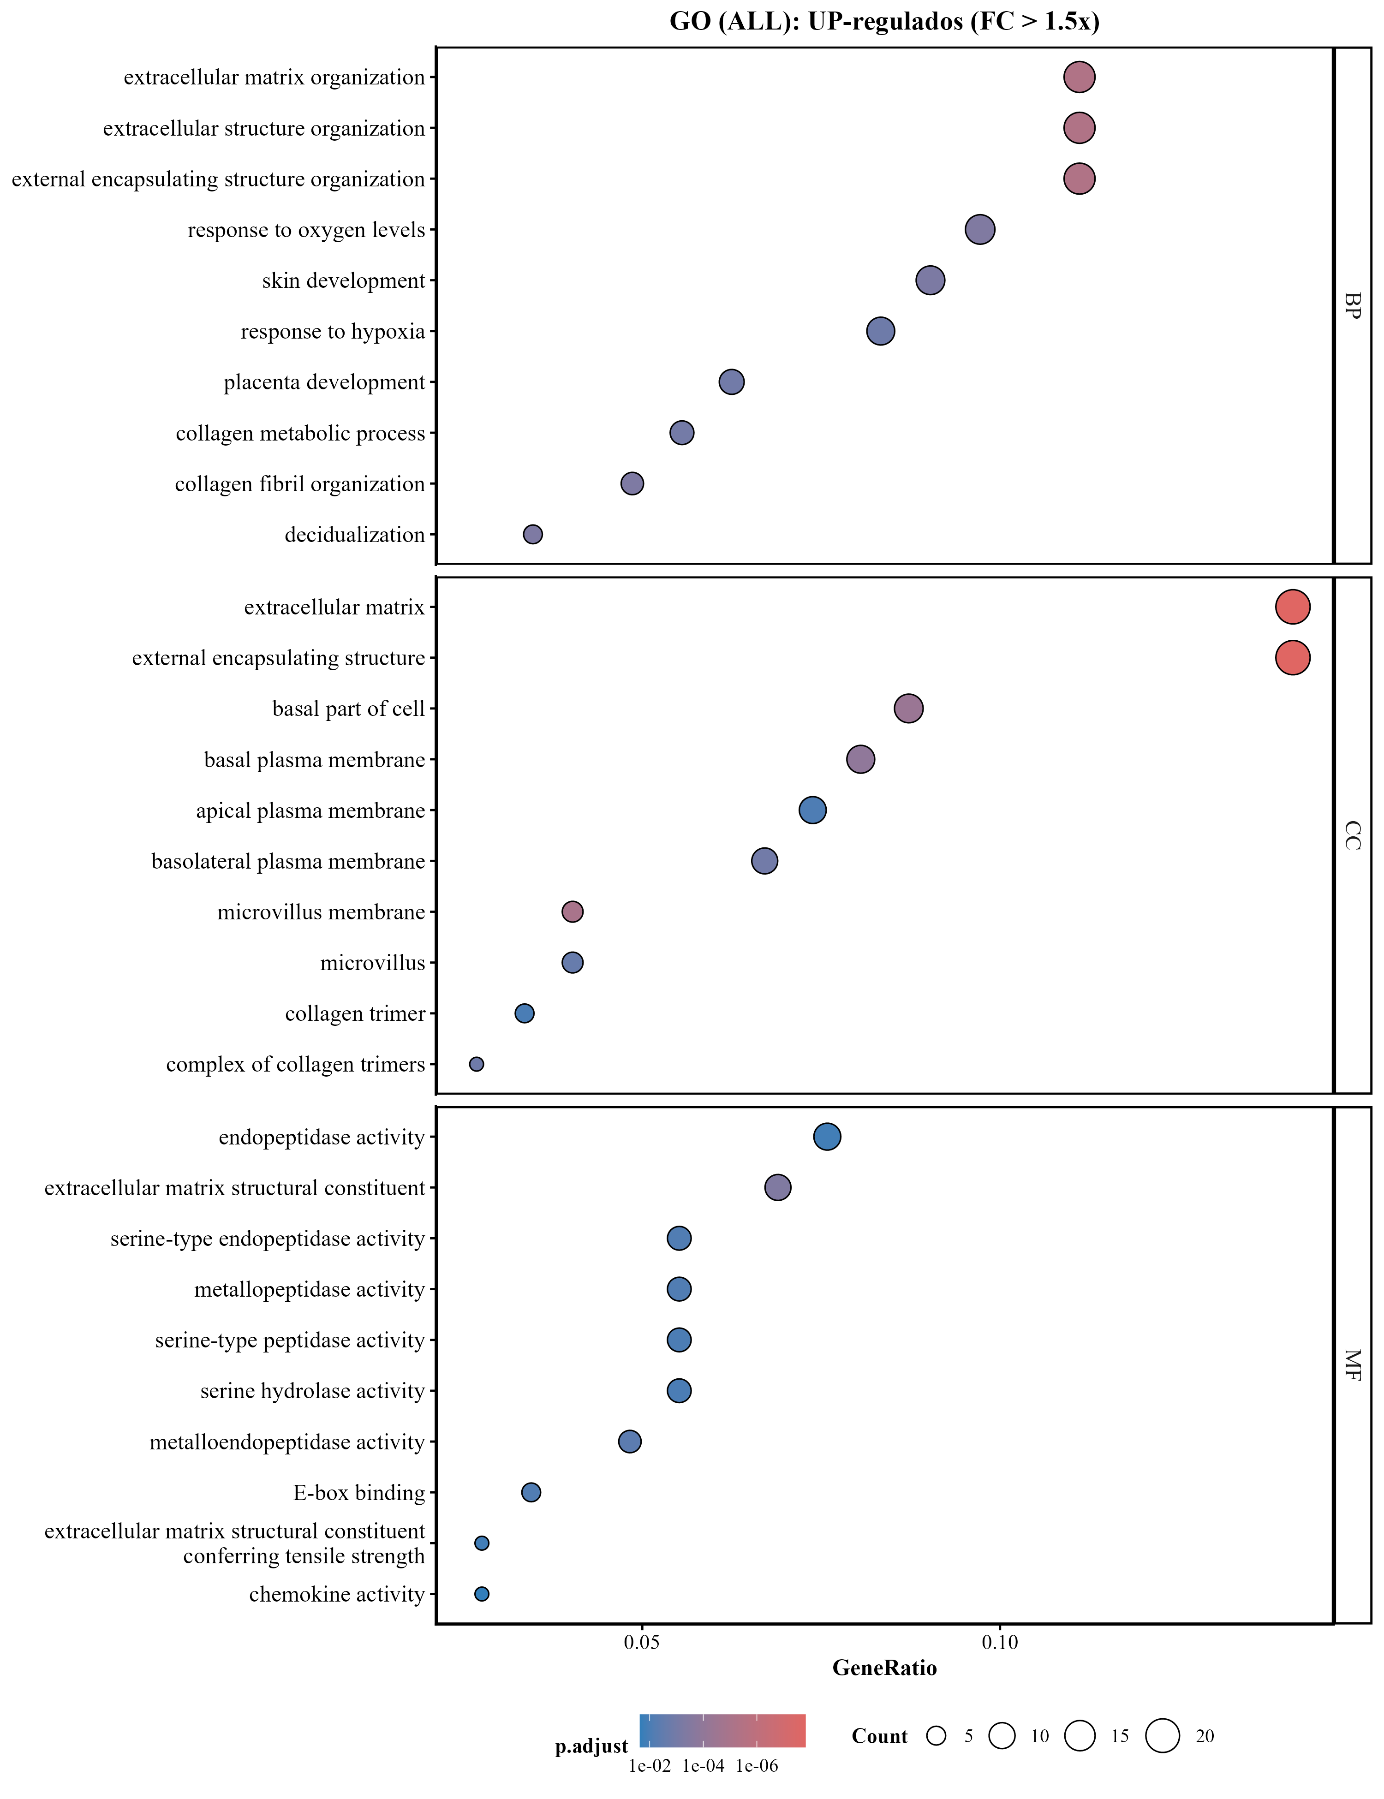 GO (ALL): UP-regulados (FC > 1.5x)
extracellular matrix organization
extracellular structure organization
external encapsulating structure organization
response to oxygen levels
skin development
response to hypoxia
placenta development
collagen metabolic process
collagen fibril organization
decidualization
BP
extracellular matrix
external encapsulating structure
basal part of cell
basal plasma membrane
apical plasma membrane
basolateral plasma membrane
microvillus membrane
microvillus
collagen trimer
complex of collagen trimers
CC
endopeptidase activity
extracellular matrix structural constituent
serine-type endopeptidase activity
metallopeptidase activity
serine-type peptidase activity
serine hydrolase activity
metalloendopeptidase activity
E-box binding
extracellular matrix structural constituent
conferring tensile strength
chemokine activity
MF
0.05 0.10
GeneRatio
p.adjust
1e-02 1e-04 1e-06
Count 5 10 15 20